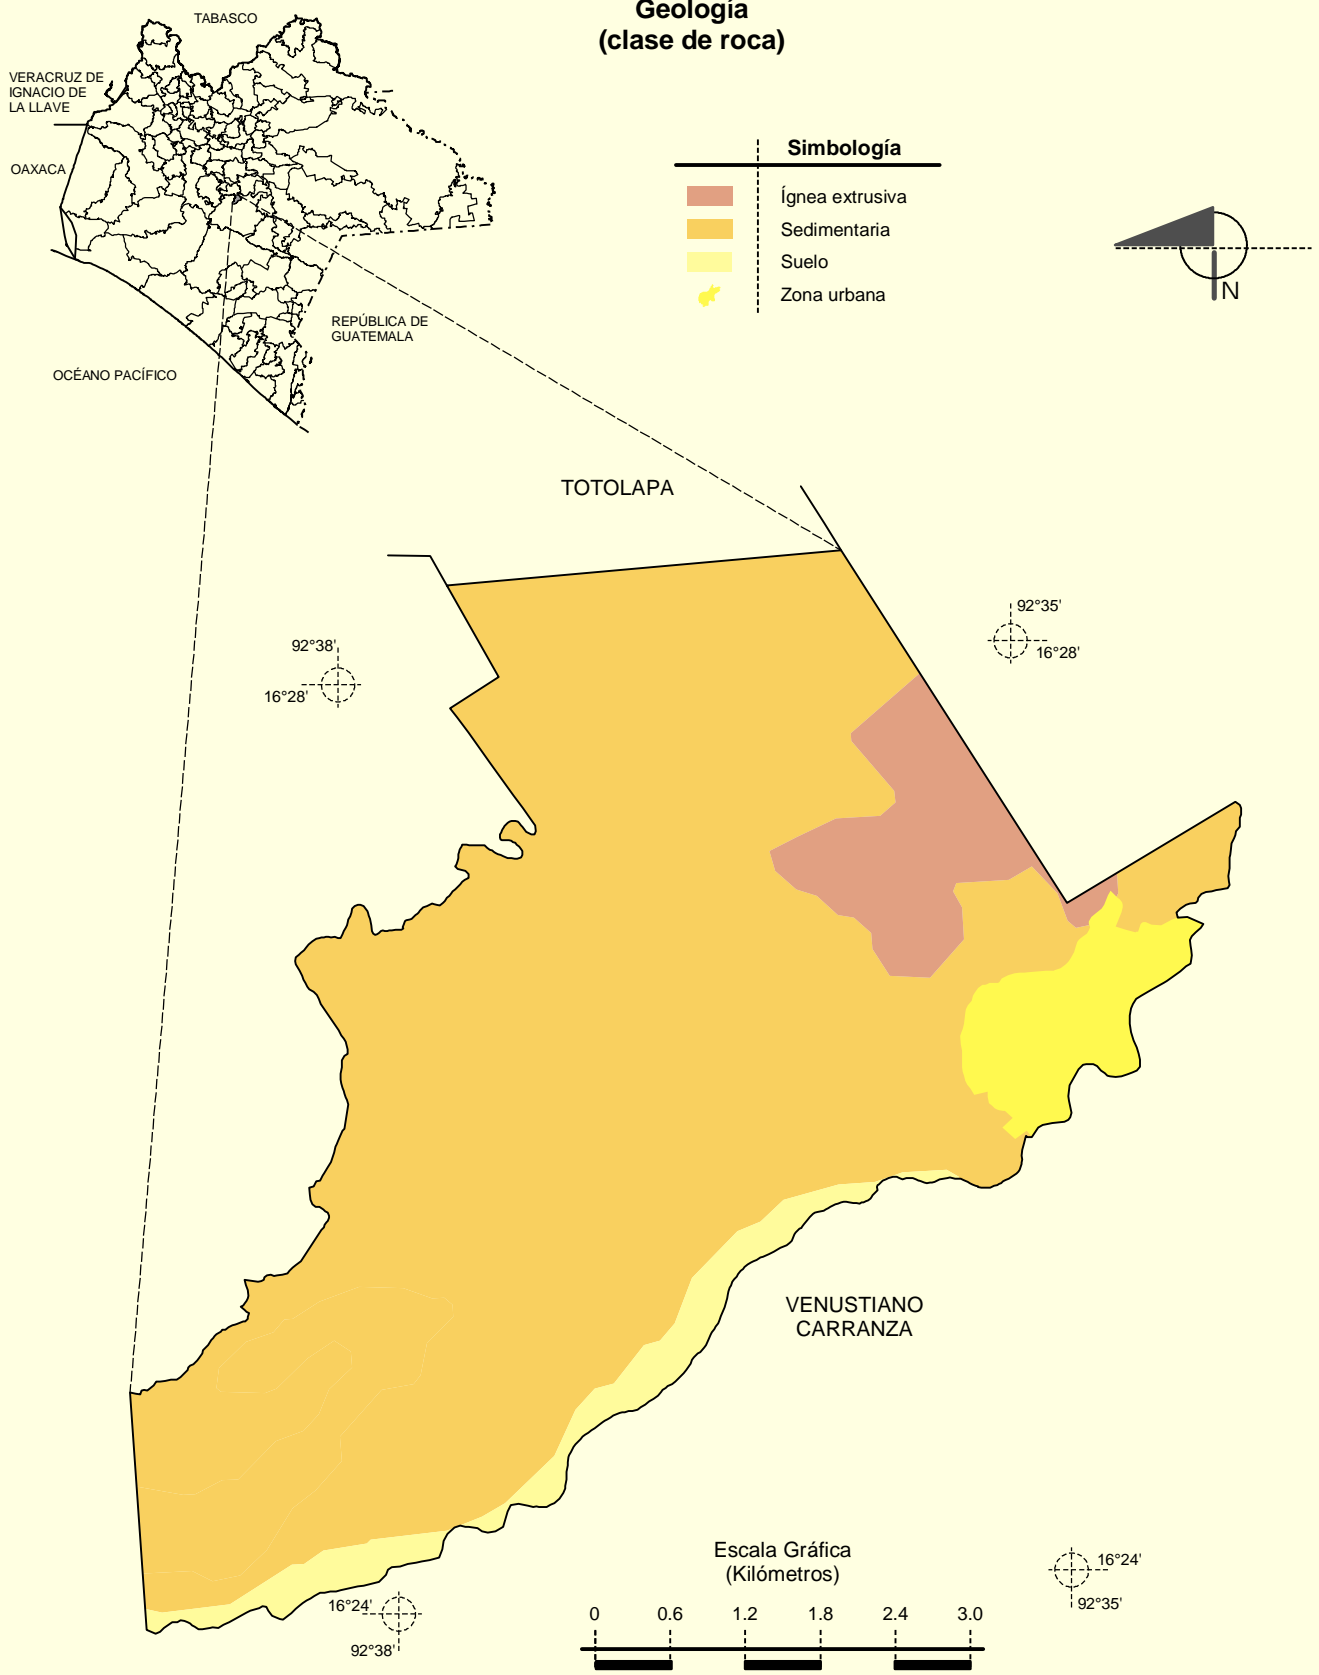 Geología
(clase de roca)
TABASCO
VERACRUZ DE
IGNACIO DE
LA LLAVE
OAXACA
REPÚBLICA DE
GUATEMALA
OCÉANO PACÍFICO
Simbología
Ígnea extrusiva
Sedimentaria
Suelo
Zona urbana
N
TOTOLAPA
92°35'
16°28'
92°38'
16°28'
VENUSTIANO
CARRANZA
Escala Gráfica
(Kilómetros)
0 0.6 1.2 1.8 2.4 3.0
16°24'
92°35'
16°24'
92°38'